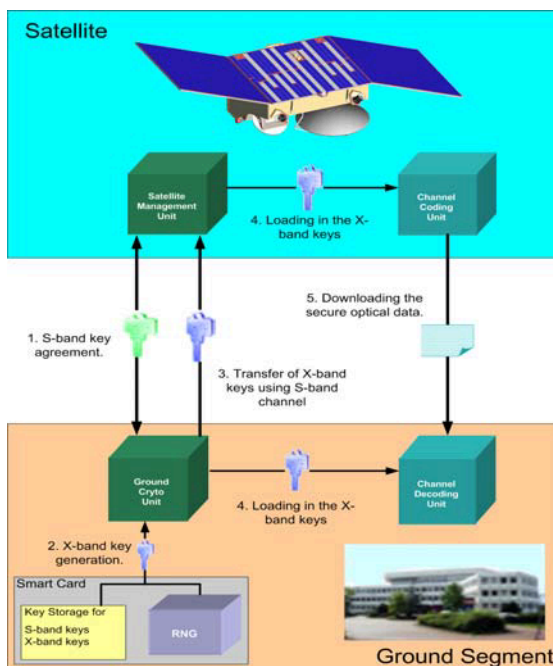 Satellite
Satellite
Management
Unit
4. Loading in the X-
band keys
Channel
Coding
Unit
1. S-band key
agreement.
3. Transfer of X-band
keys using S-band
channel
5. Downloading the
secure optical data.
Ground
Cryto
Unit
4. Loading in the X-
band keys
Channel
Decoding
Unit
2. X-band key
generation.
Smart Card
Key Storage for
S-band keys
X-band keys
RNG
Ground Segment